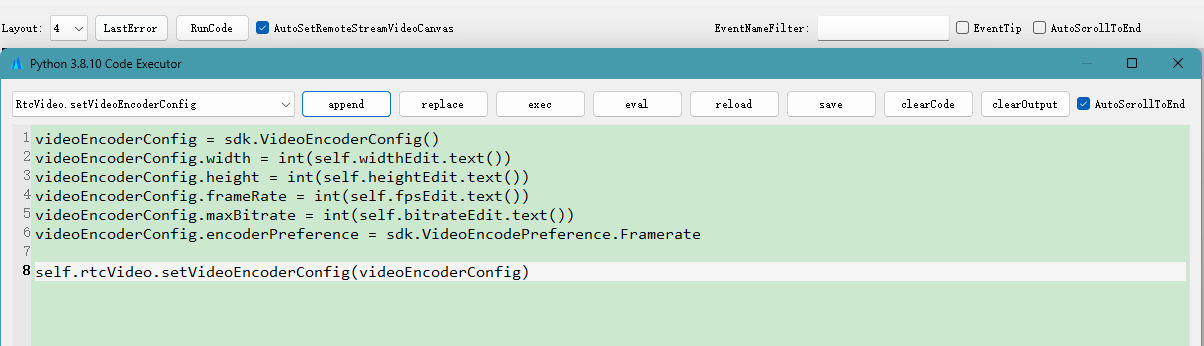 Layout: 4 LastError RunCode AutoSetRemoteStreamVideoCanvas EventNameFilter: EventTip AutoScrollToEnd
Python 3.8.10 Code Executor
RtcVideo.setVideoEncoderConfig append replace exec eval reload save clearCode clearOutput AutoScrollToEnd
1 videoEncoderConfig = sdk.VideoEncoderConfig()
2 videoEncoderConfig.width = int(self.widthEdit.text())
3 videoEncoderConfig.height = int(self.heightEdit.text())
4 videoEncoderConfig.frameRate = int(self.fpsEdit.text())
5 videoEncoderConfig.maxBitrate = int(self.bitrateEdit.text())
6 videoEncoderConfig.encoderPreference = sdk.VideoEncodePreference.Framerate
7
8 self.rtcVideo.setVideoEncoderConfig(videoEncoderConfig)